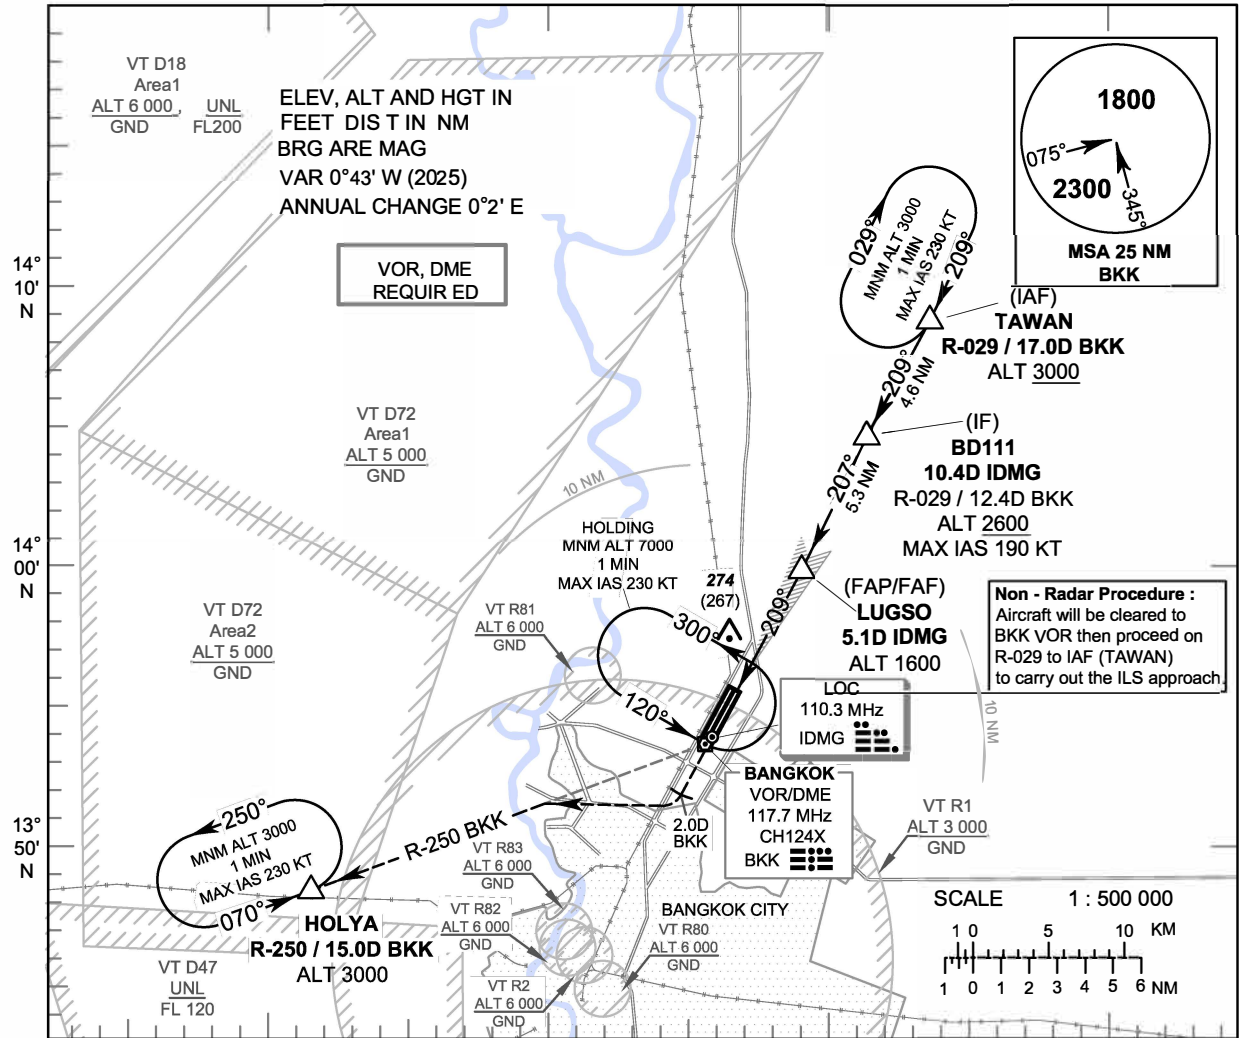 VT D18
Area1
ALT 6 000 UNL
GND FL200
ELEV, ALT AND HGT IN
FEET DIS T IN NM
BRG ARE MAG
VAR 0°43' W (2025)
ANNUAL CHANGE 0°2' E
VOR, DME
REQUIR ED
1800
075°
2300
345°
MSA 25 NM
BKK
14°
10'
N
029°
MNM ALT 3000
1 MIN
MAX IAS 230 KT
209°
(IAF)
TAWAN
R-029 / 17.0D BKK
ALT 3000
209°
4.6 NM
(IF)
BD111
10.4D IDMG
R-029 / 12.4D BKK
ALT 2600
MAX IAS 190 KT
207°
5.3 NM
VT D72
Area1
ALT 5 000
GND
10 NM
HOLDING
MNM ALT 7000
1 MIN
MAX IAS 230 KT
14°
00'
N
274
(267)
(FAP/FAF)
LUGSO
5.1D IDMG
ALT 1600
209°
Non - Radar Procedure :
Aircraft will be cleared to
BKK VOR then proceed on
R-029 to IAF (TAWAN)
to carry out the ILS approach.
VT D72
Area2
ALT 5 000
GND
VT R81
ALT 6 000
GND
300°
120°
LOC
110.3 MHz
IDMG
10 NM
BANGKOK
VOR/DME
117.7 MHz
CH124X
BKK
2.0D
BKK
VT R1
ALT 3 000
GND
13°
50'
N
250°
MNM ALT 3000
1 MIN
MAX IAS 230 KT
070°
R-250 BKK
HOLYA
R-250 / 15.0D BKK
ALT 3000
VT R83
ALT 6 000
GND
VT R82
ALT 6 000
GND
BANGKOK CITY
VT R80
ALT 6 000
GND
VT R2
ALT 6 000
GND
VT D47
UNL
FL 120
SCALE 1 : 500 000
1 0 5 10 KM
1 0 1 2 3 4 5 6 NM